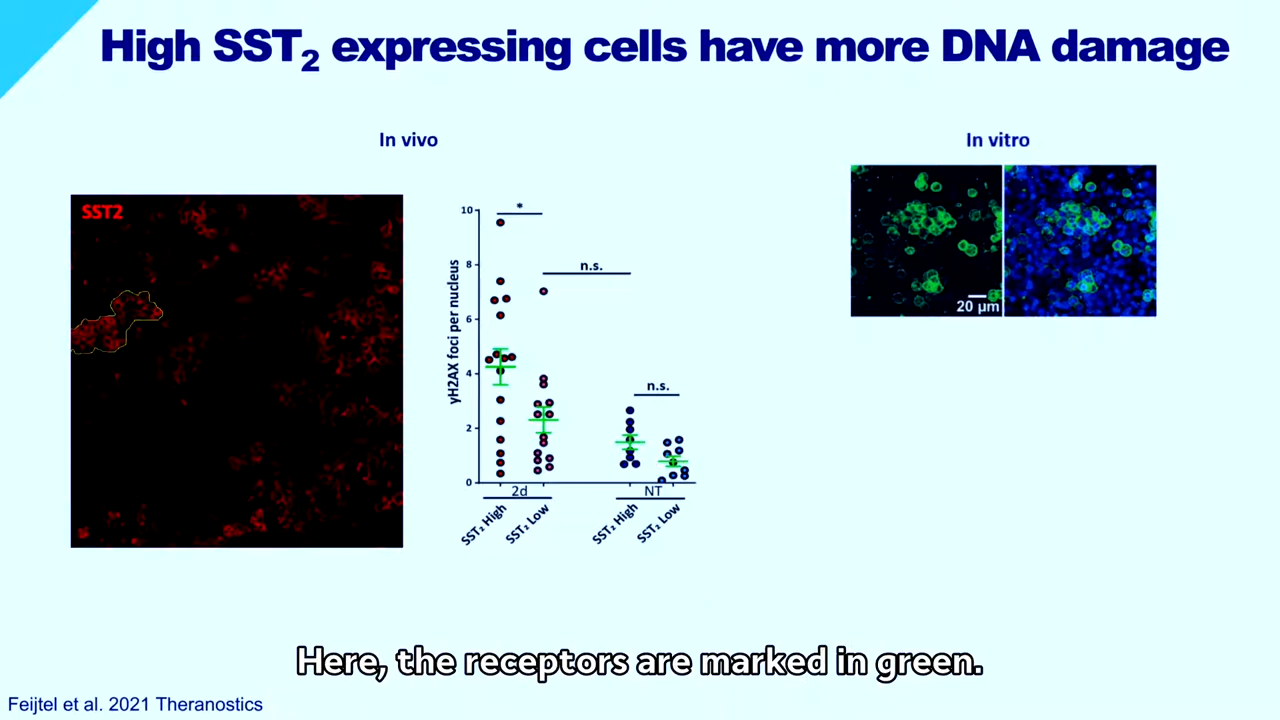 High SST₂ expressing cells have more DNA damage
In vivo
In vitro
SST2
10
8
6
4
2
0
γH2AX foci per nucleus
*
n.s.
n.s.
2d
NT
SST₂ High
SST₂ Low
SST₂ High
SST₂ Low
20 µm
Here, the receptors are marked in green.
Feijtel et al. 2021 Theranostics